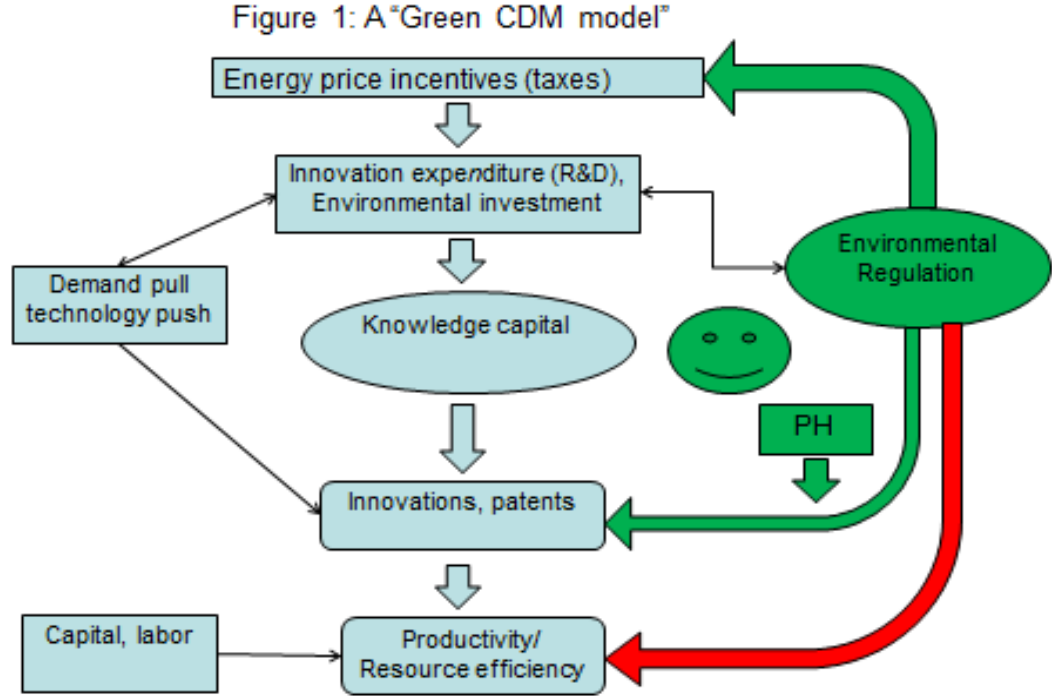 Figure 1: A “Green CDM model”
Energy price incentives (taxes)
Innovation expenditure (R&D),
Environmental investment
Environmental
Regulation
Demand pull
technology push
Knowledge capital
PH
Innovations, patents
Capital, labor
Productivity/
Resource efficiency